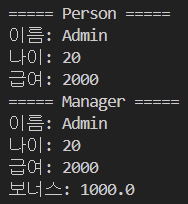 ===== Person =====
이름: Admin
나이: 20
급여: 2000
===== Manager =====
이름: Admin
나이: 20
급여: 2000
보너스: 1000.0